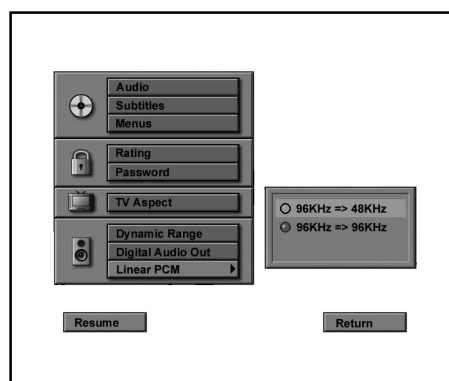 Audio
Subtitles
Menus
Rating
Password
TV Aspect
Dynamic Range
Digital Audio Out
Linear PCM
96KHz => 48KHz
96KHz => 96KHz
Resume
Return